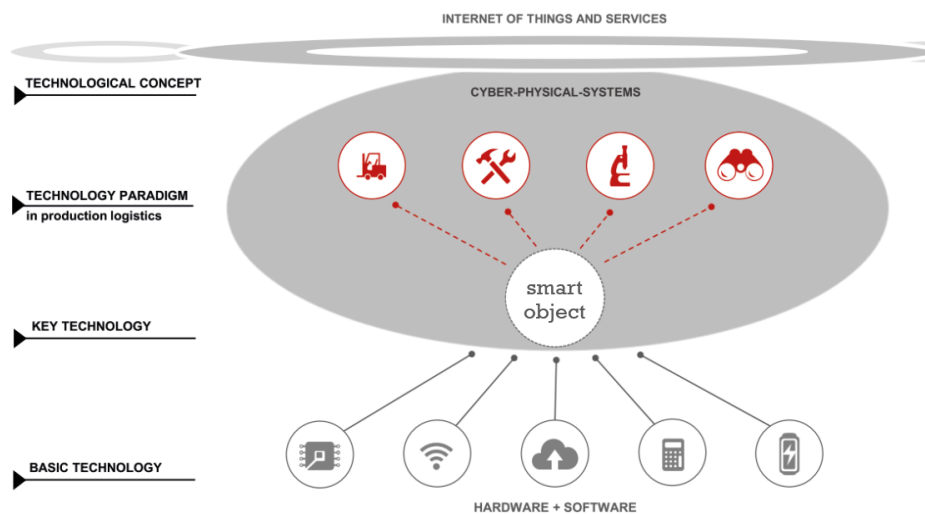 INTERNET OF THINGS AND SERVICES
TECHNOLOGICAL CONCEPT
CYBER-PHYSICAL-SYSTEMS
TECHNOLOGY PARADIGM
in production logistics
smart
object
KEY TECHNOLOGY
BASIC TECHNOLOGY
HARDWARE + SOFTWARE